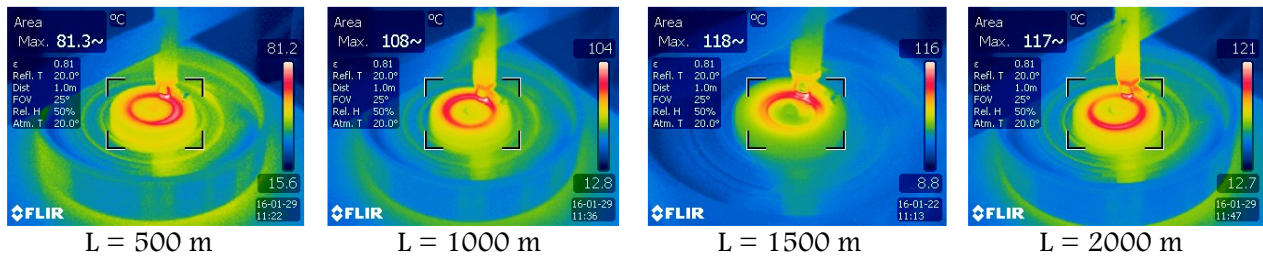 Area
°C
Max. 81.3~
81.2
ε 0.81
Refl. T 20.0°
Dist 1.0m
FOV 25°
Rel. H 50%
Atm. T 20.0°
15.6
16-01-29
11:22
FLIR
L = 500 m
Area
°C
Max. 108~
104
ε 0.81
Refl. T 20.0°
Dist 1.0m
FOV 25°
Rel. H 50%
Atm. T 20.0°
12.8
16-01-29
11:36
FLIR
L = 1000 m
Area
°C
Max. 118~
116
ε 0.81
Refl. T 20.0°
Dist 1.0m
FOV 25°
Rel. H 50%
Atm. T 20.0°
8.8
16-01-22
11:13
FLIR
L = 1500 m
Area
°C
Max. 117~
121
ε 0.81
Refl. T 20.0°
Dist 1.0m
FOV 25°
Rel. H 50%
Atm. T 20.0°
12.7
16-01-29
11:47
FLIR
L = 2000 m